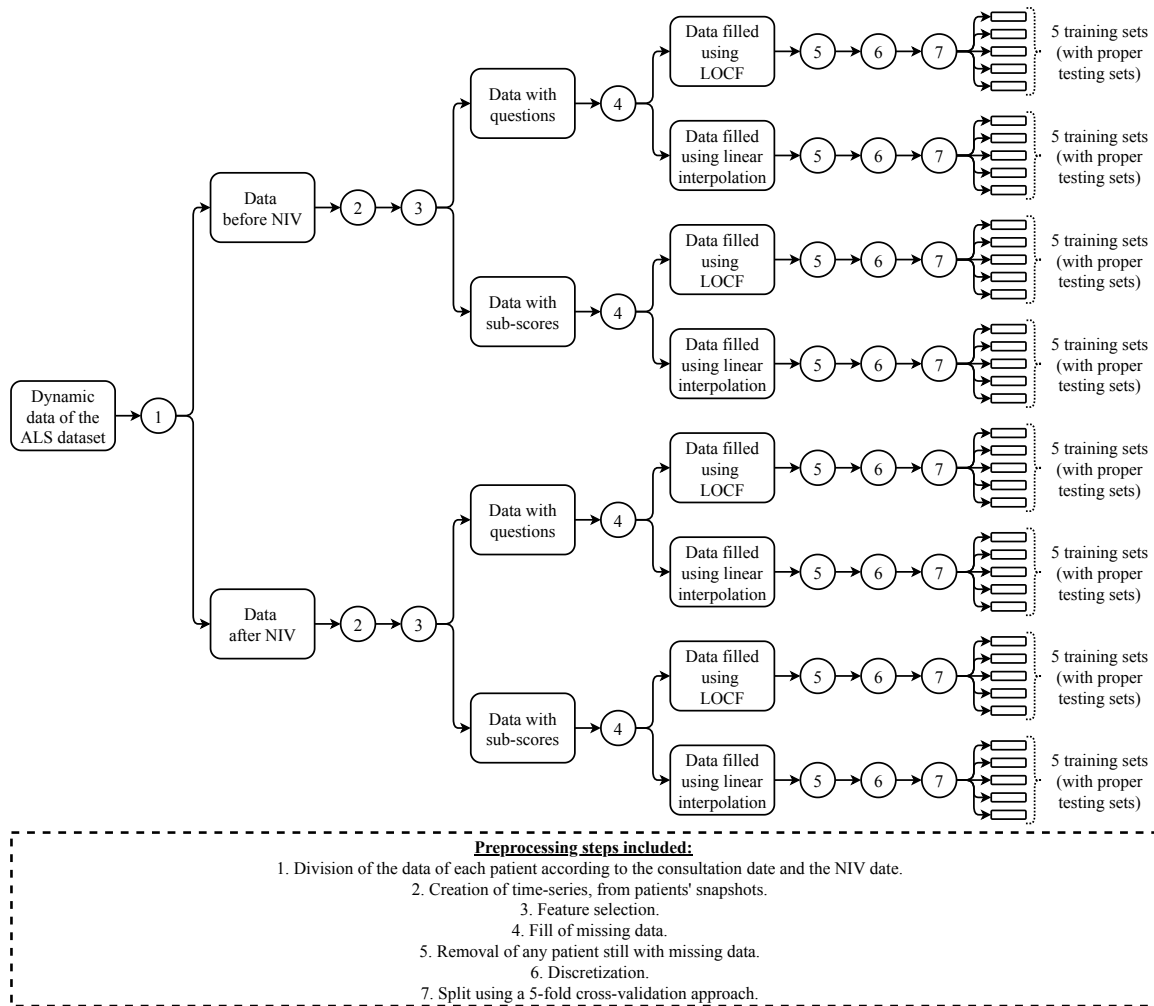 Data filled
using
LOCF
5
6
7
5 training sets
(with proper
testing sets)
Data with
questions
4
Data filled
using linear
interpolation
5
6
7
5 training sets
(with proper
testing sets)
Data
before NIV
2
3
Data filled
using
LOCF
5
6
7
5 training sets
(with proper
testing sets)
Data with
sub-scores
4
Data filled
using linear
interpolation
5
6
7
5 training sets
(with proper
testing sets)
Dynamic
data of the
ALS dataset
1
Data filled
using
LOCF
5
6
7
5 training sets
(with proper
testing sets)
Data with
questions
4
Data filled
using linear
interpolation
5
6
7
5 training sets
(with proper
testing sets)
Data
after NIV
2
3
Data filled
using
LOCF
5
6
7
5 training sets
(with proper
testing sets)
Data with
sub-scores
4
Data filled
using linear
interpolation
5
6
7
5 training sets
(with proper
testing sets)
Preprocessing steps included:
1. Division of the data of each patient according to the consultation date and the NIV date.
2. Creation of time-series, from patients' snapshots.
3. Feature selection.
4. Fill of missing data.
5. Removal of any patient still with missing data.
6. Discretization.
7. Split using a 5-fold cross-validation approach.